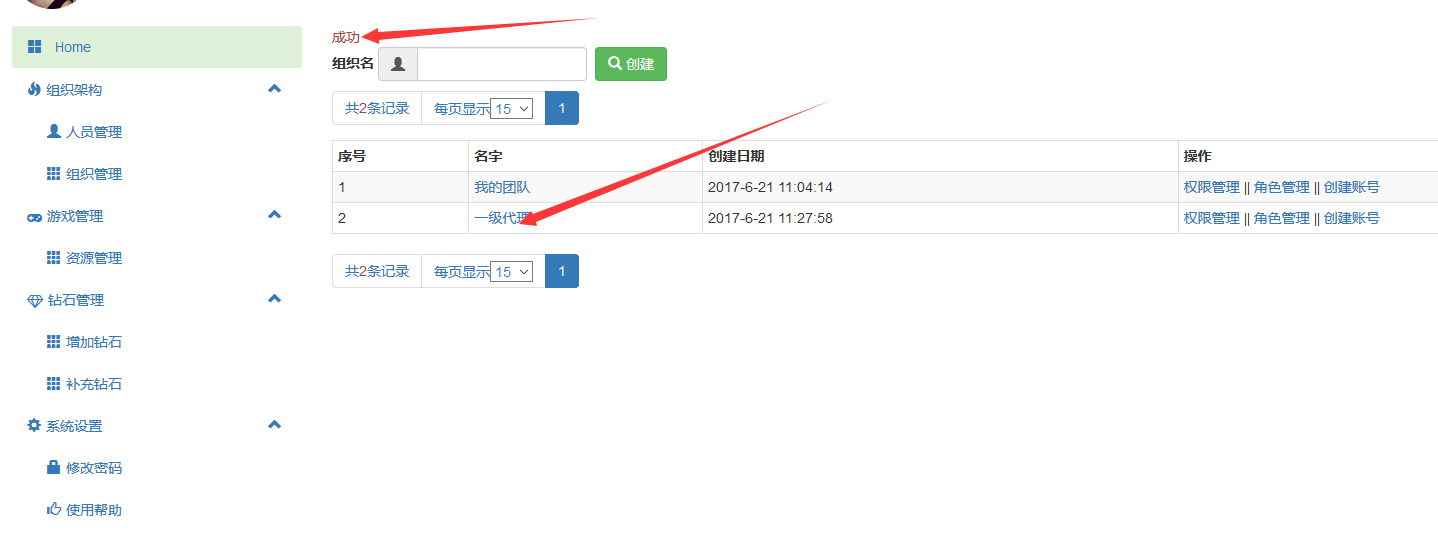 Home
组织架构
人员管理
组织管理
游戏管理
资源管理
钻石管理
增加钻石
补充钻石
系统设置
修改密码
使用帮助
成功
组织名 创建
共2条记录 每页显示 15 1
序号 名字 创建日期 操作
1 我的团队 2017-6-21 11:04:14 权限管理 || 角色管理 || 创建账号
2 一级代理 2017-6-21 11:27:58 权限管理 || 角色管理 || 创建账号
共2条记录 每页显示 15 1